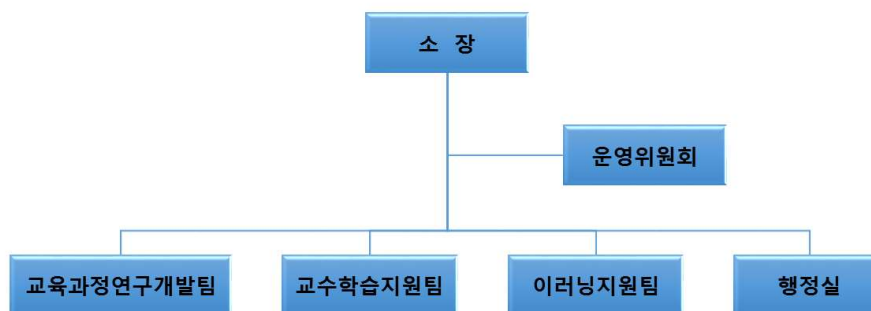 소 장
운영위원회
교육과정연구개발팀
교수학습지원팀
이러닝지원팀
행정실